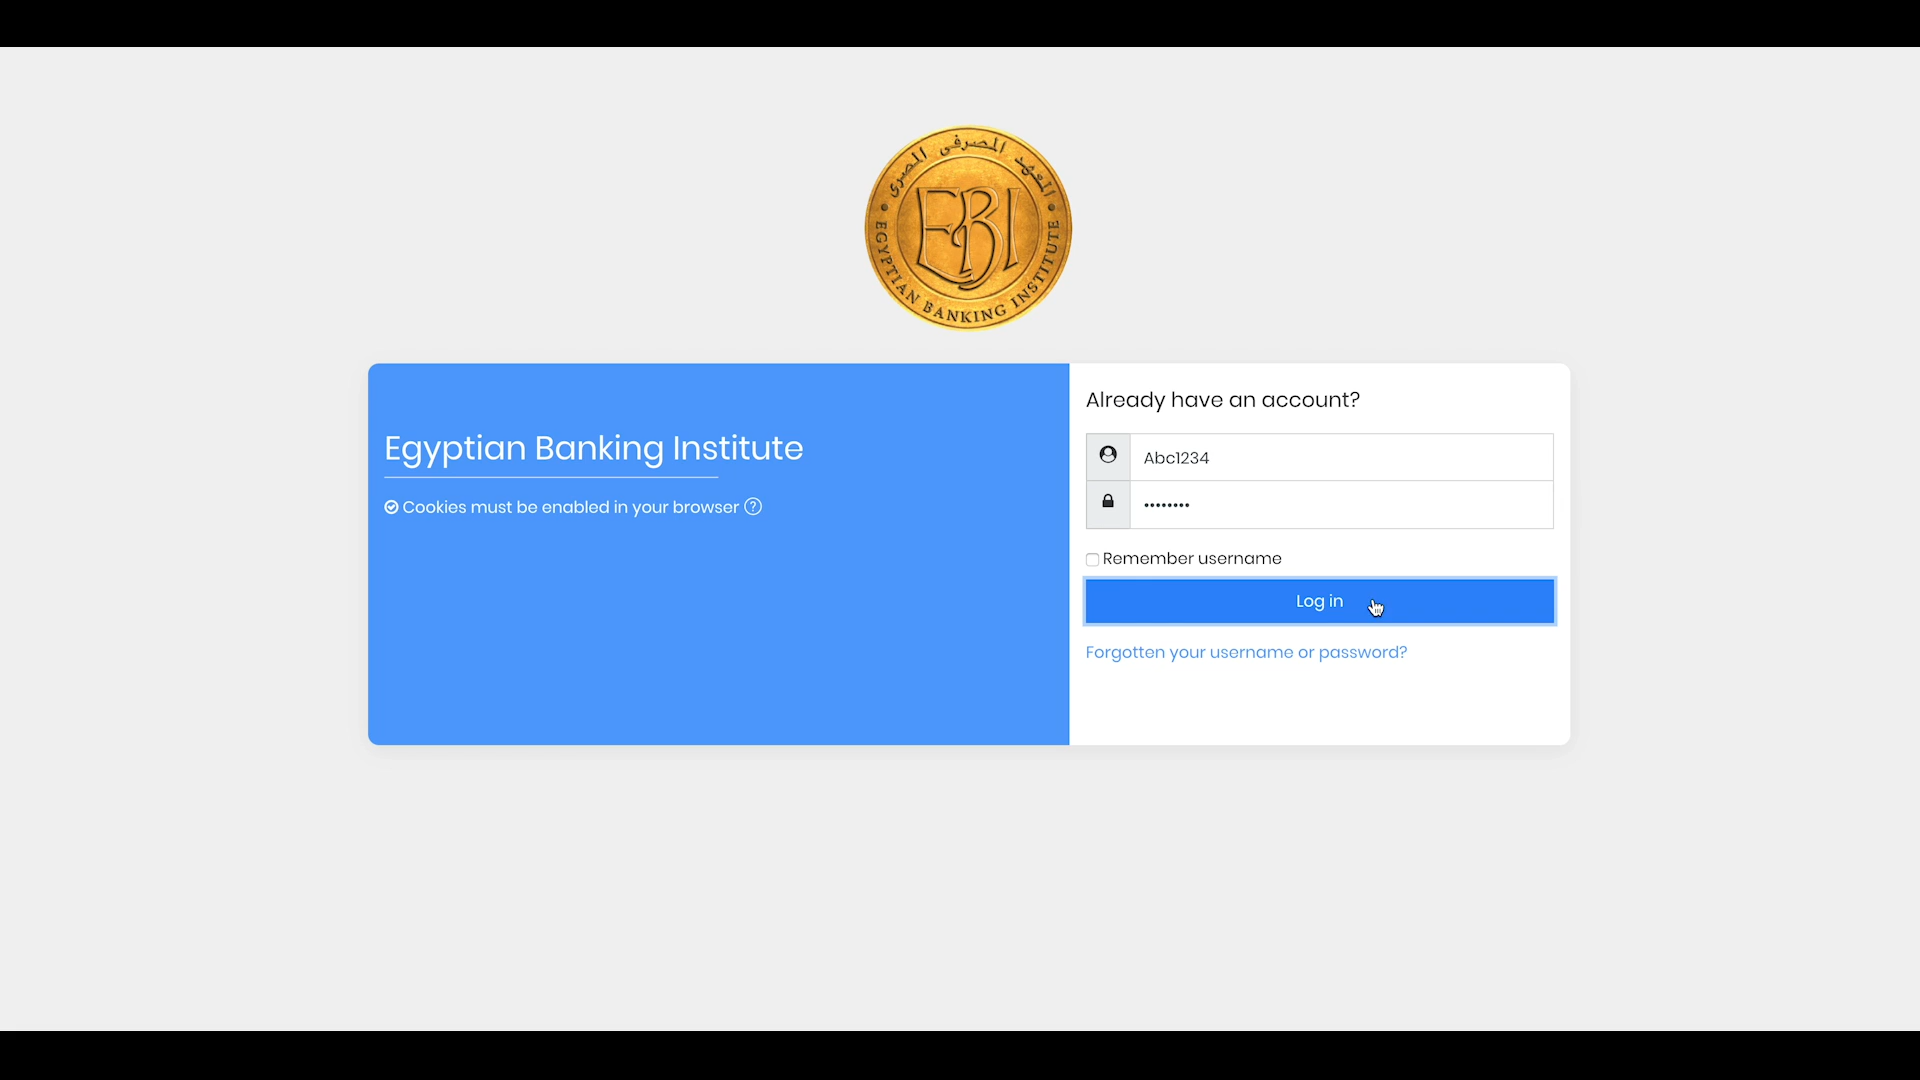 المعهد المصرفى المصرى
EBI
EGYPTIAN BANKING INSTITUTE
Already have an account?
Egyptian Banking Institute
Abc1234
Cookies must be enabled in your browser
••••••••
Remember username
Log in
Forgotten your username or password?